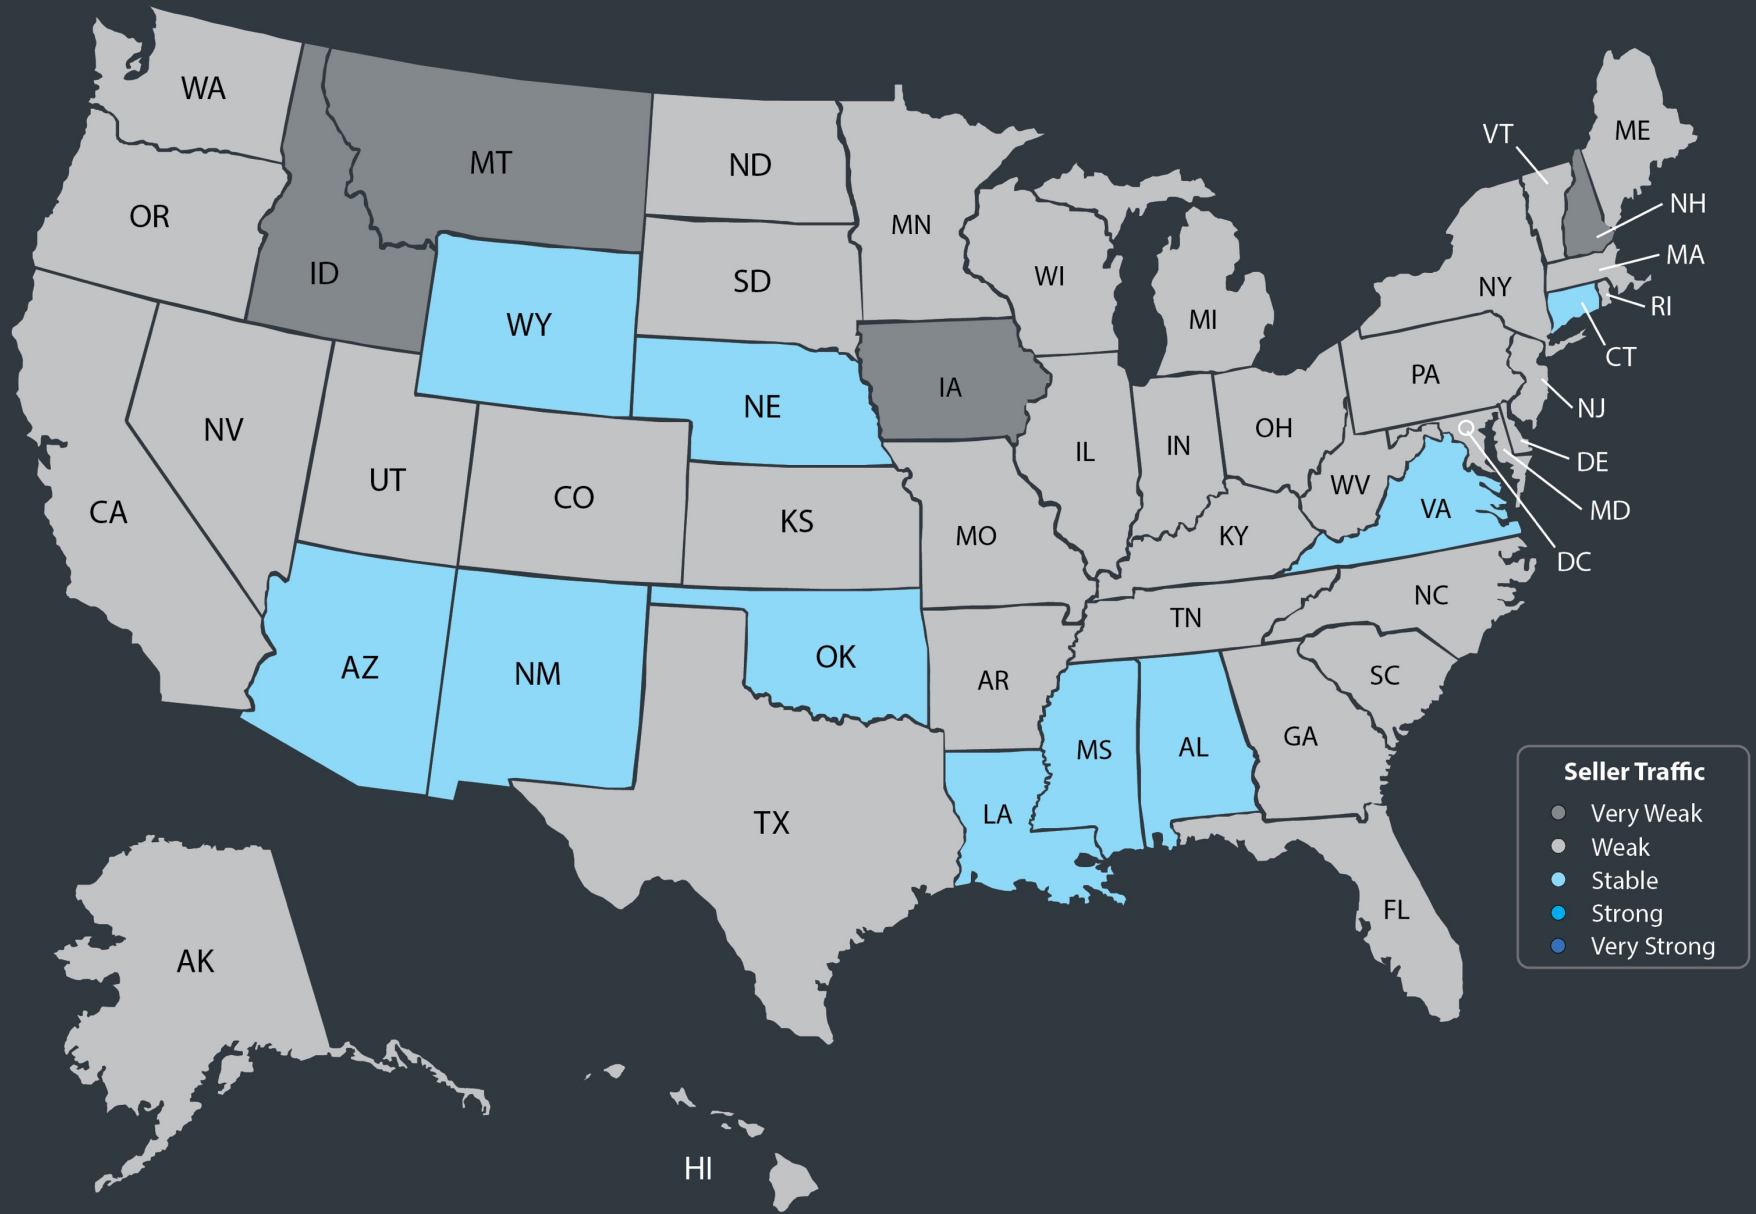 WA
MT
ND
VT
ME
OR
MN
NH
ID
SD
WI
MA
NY
RI
WY
MI
CT
IA
PA
NE
NJ
NV
OH
IN
IL
DE
UT
WV
CO
VA
MD
CA
KS
MO
KY
DC
NC
TN
AZ
NM
OK
AR
SC
GA
MS
AL
LA
TX
FL
AK
HI
Seller Traffic
Very Weak
Weak
Stable
Strong
Very Strong